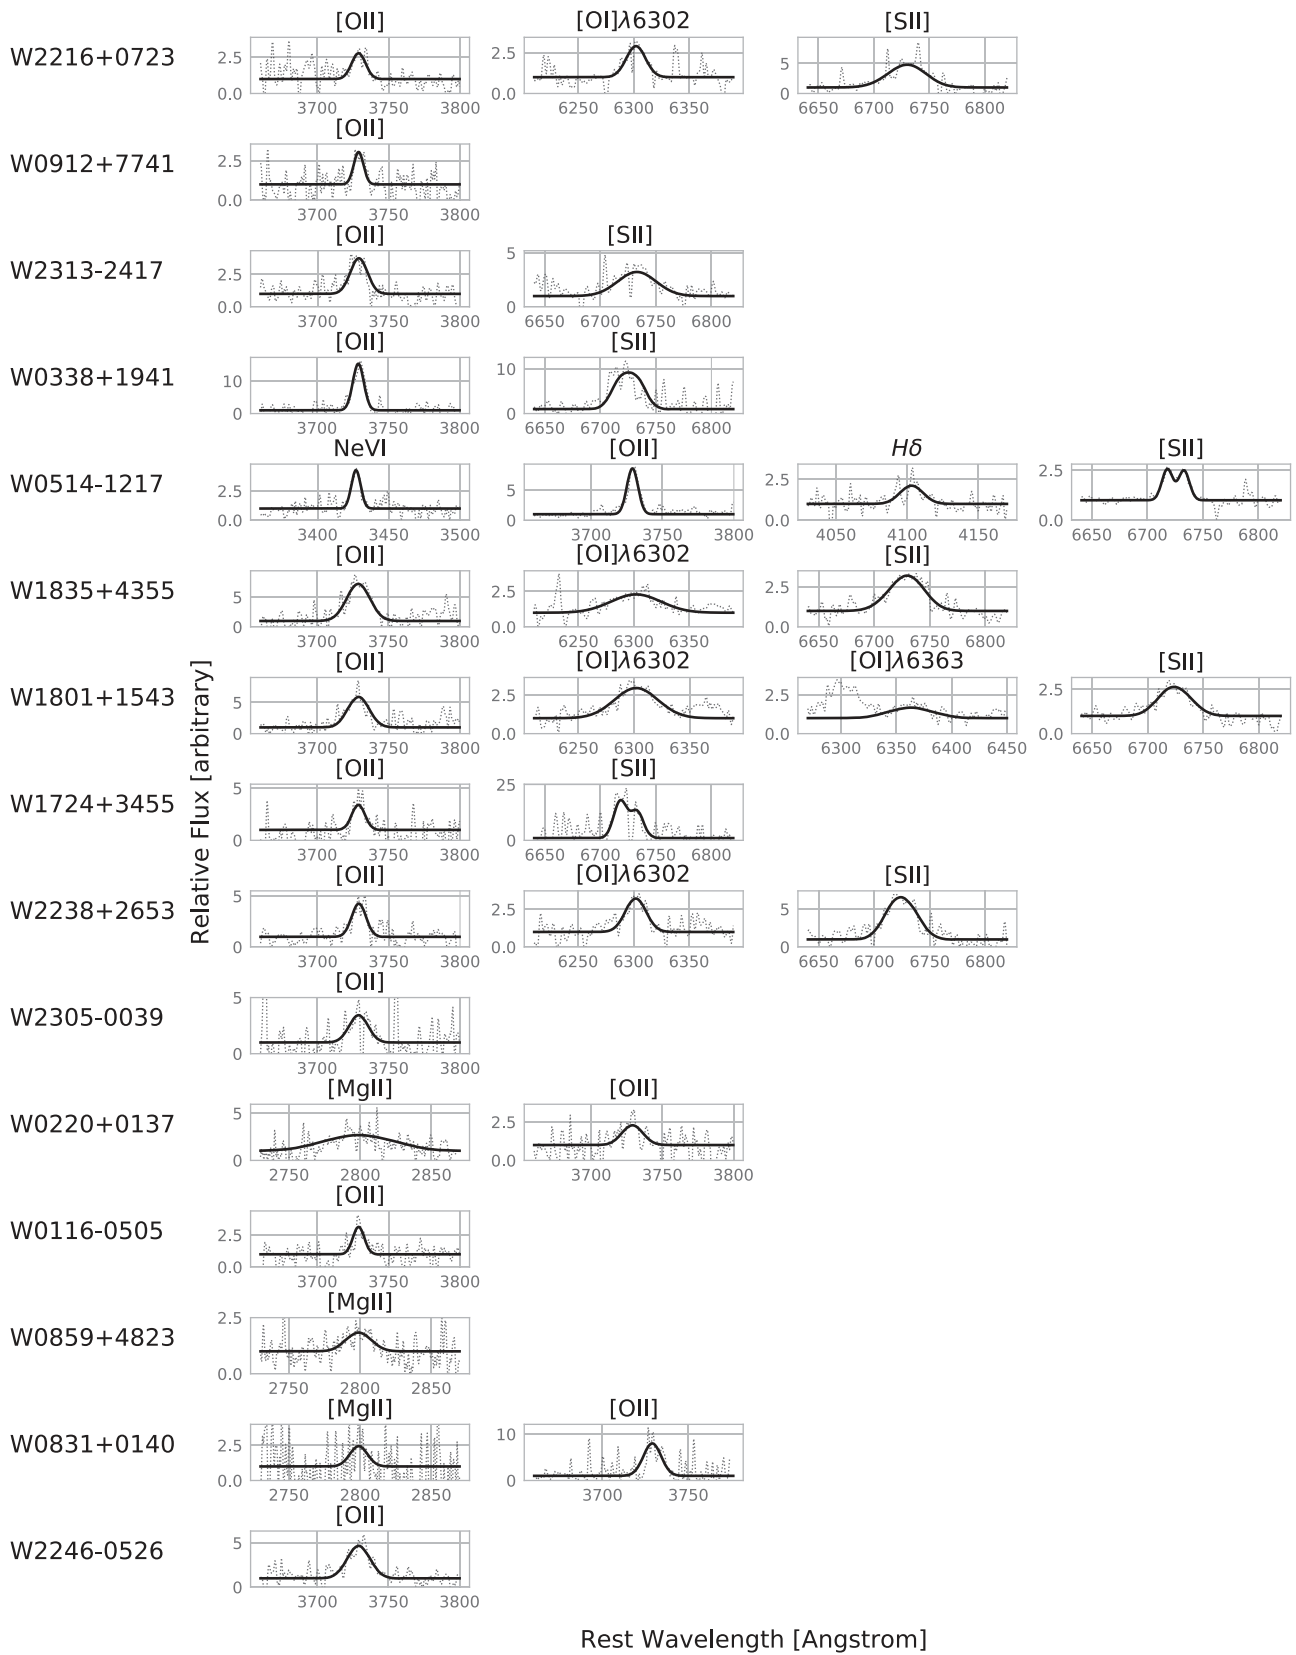 [OII] [OI]λ6302 [SII]
W2216+0723
2.5 0.0 2.5 0.0 5 0
3700 3750 3800 6250 6300 6350 6650 6700 6750 6800
[OII]
W0912+7741
2.5 0.0
3700 3750 3800
[OII] [SII]
W2313-2417
2.5 0.0 5 0
3700 3750 3800 6650 6700 6750 6800
[OII] [SII]
W0338+1941
10 0 10 0
3700 3750 3800 6650 6700 6750 6800
NeVI [OII] Hδ [SII]
W0514-1217
2.5 0.0 5 0 2.5 0.0 2.5 0.0
3400 3450 3500 3700 3750 3800 4050 4100 4150 6650 6700 6750 6800
[OII] [OI]λ6302 [SII]
W1835+4355
5 0 2.5 0.0 2.5 0.0
3700 3750 3800 6250 6300 6350 6650 6700 6750 6800
[OII] [OI]λ6302 [OI]λ6363 [SII]
W1801+1543
5 0 2.5 0.0 2.5 0.0 2.5 0.0
3700 3750 3800 6250 6300 6350 6300 6350 6400 6450 6650 6700 6750 6800
[OII] [SII]
W1724+3455
5 0 25 0
3700 3750 3800 6650 6700 6750 6800
[OII] [OI]λ6302 [SII]
W2238+2653
5 0 2.5 0.0 5 0
3700 3750 3800 6250 6300 6350 6650 6700 6750 6800
[OII]
W2305-0039
5 0
3700 3750 3800
[MgII] [OII]
W0220+0137
5 0 2.5 0.0
2750 2800 2850 3700 3750 3800
[OII]
W0116-0505
2.5 0.0
3700 3750 3800
[MgII]
W0859+4823
2.5 0.0
2750 2800 2850
[MgII] [OII]
W0831+0140
2.5 0.0 10 0
2750 2800 2850 3700 3750
[OII]
W2246-0526
5 0
3700 3750 3800
Relative Flux [arbitrary]
Rest Wavelength [Angstrom]